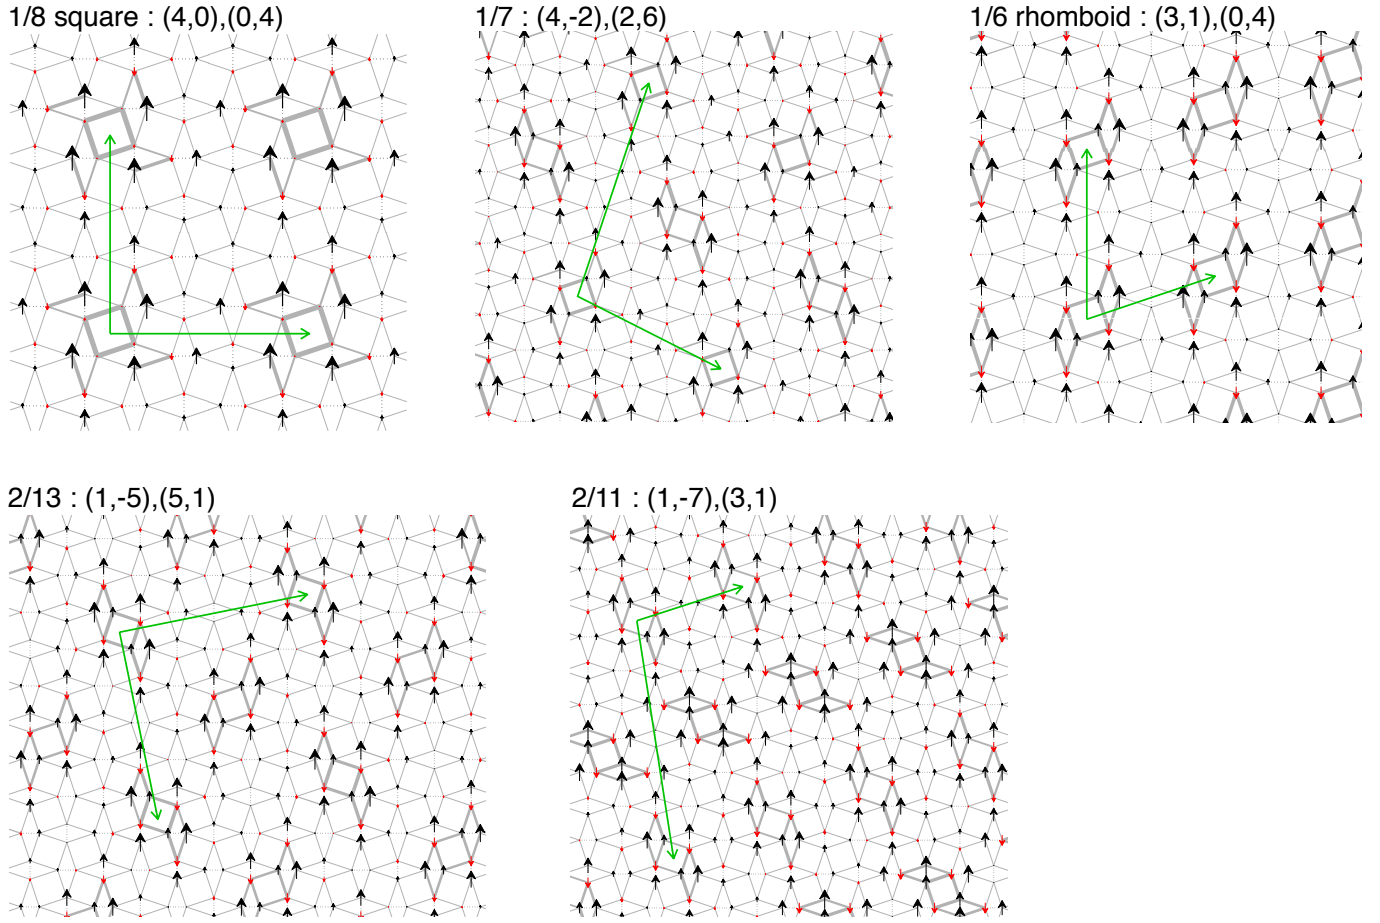 1/8 square : (4,0),(0,4)
1/7 : (4,-2),(2,6)
1/6 rhomboid : (3,1),(0,4)
2/13 : (1,-5),(5,1)
2/11 : (1,-7),(3,1)